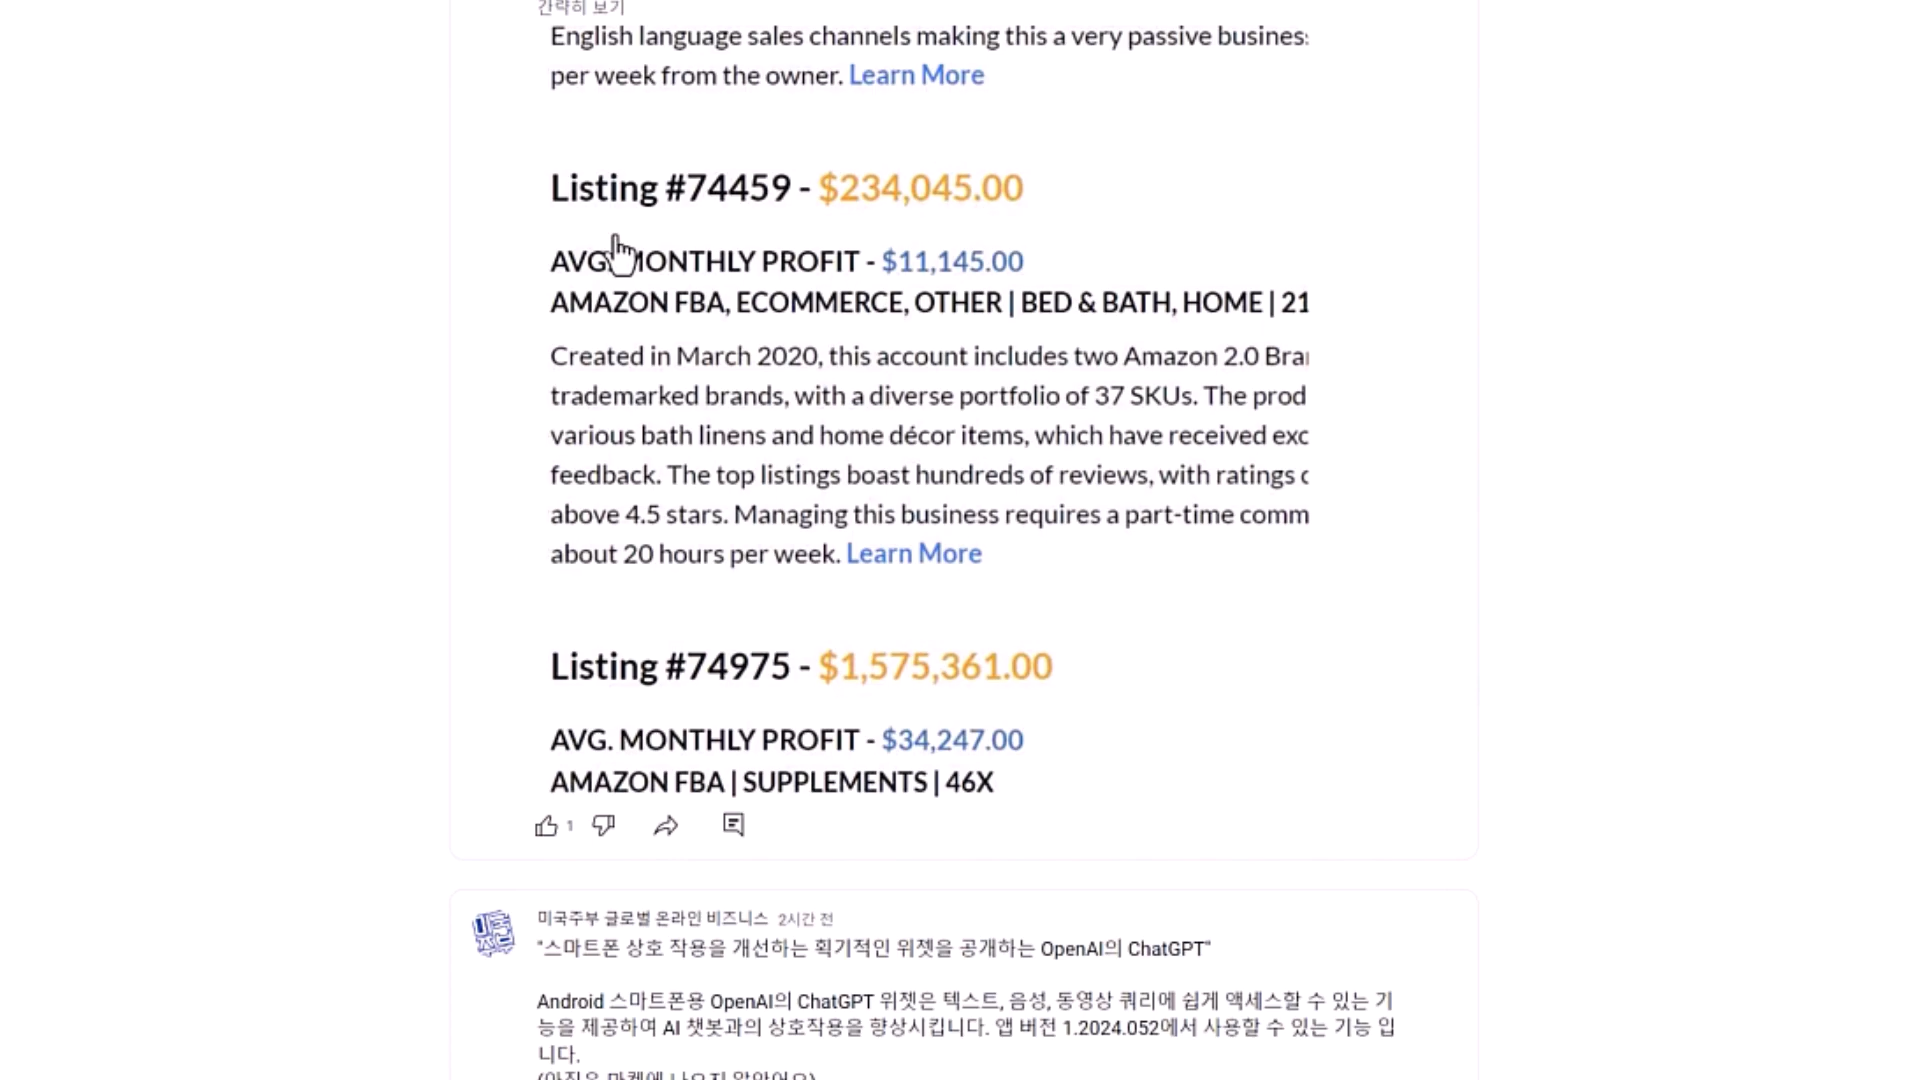 간략히 보기
English language sales channels making this a very passive
per week from the owner. Learn More
Listing #74459 - $234,045.00
AVG. MONTHLY PROFIT - $11,145.00
AMAZON FBA, ECOMMERCE, OTHER | BED & BATH, HOME | 21
Created in March 2020, this account includes two Amazon 2.0
trademarked brands, with a diverse portfolio of 37 SKUs. The prod
various bath linens and home décor items, which have received exc
feedback. The top listings boast hundreds of reviews, with ratings
above 4.5 stars. Managing this business requires a part-time comm
about 20 hours per week. Learn More
Listing #74975 - $1,575,361.00
AVG. MONTHLY PROFIT - $34,247.00
AMAZON FBA | SUPPLEMENTS | 46X
1
미국주부 글로벌 온라인 비즈니스 2시간 전
"스마트폰 상호 작용을 개선하는 획기적인 위젯을 공개하는 OpenAI의 ChatGPT"
Android 스마트폰용 OpenAI의 ChatGPT 위젯은 텍스트, 음성, 동영상 쿼리에 쉽게 액세스할 수 있는 기
능을 제공하여 AI 챗봇과의 상호작용을 향상시킵니다. 앱 버전 1.2024.052에서 사용할 수 있는 기능 입
니다.